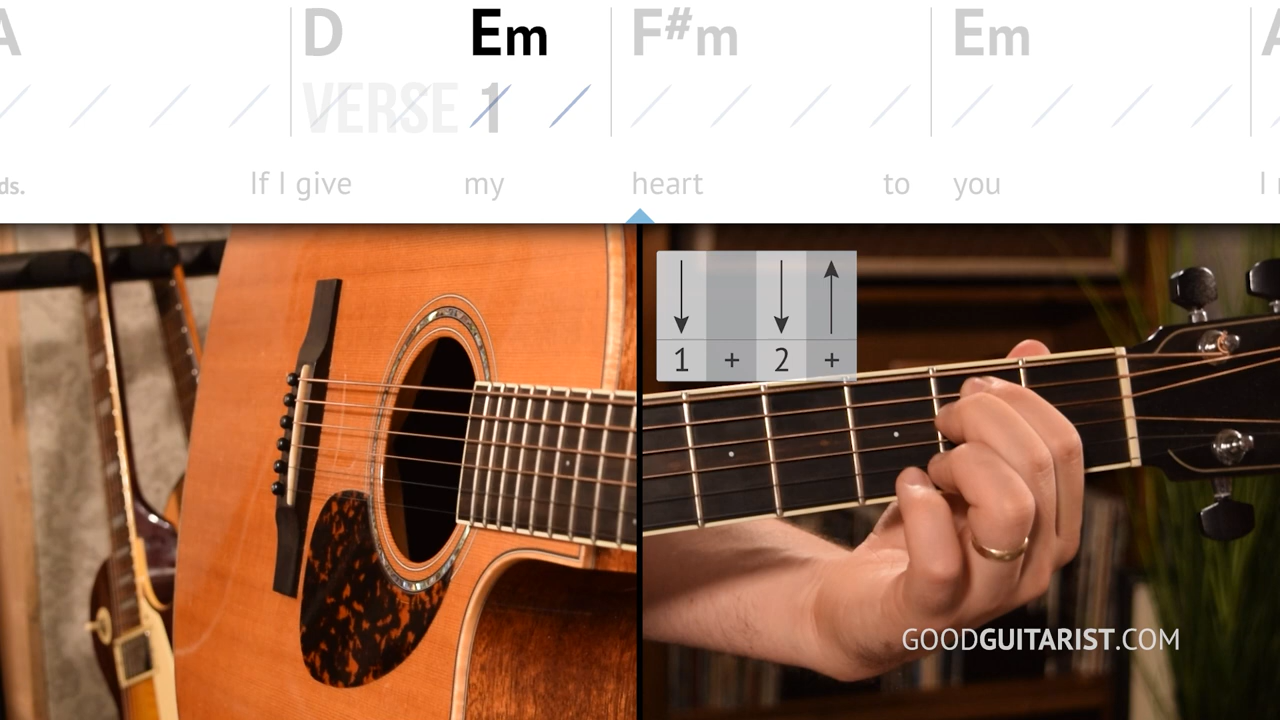 A D Em F#m Em A
VERSE 1
ds. If I give my heart to you I
1 + 2 +
GOODGUITARIST.COM